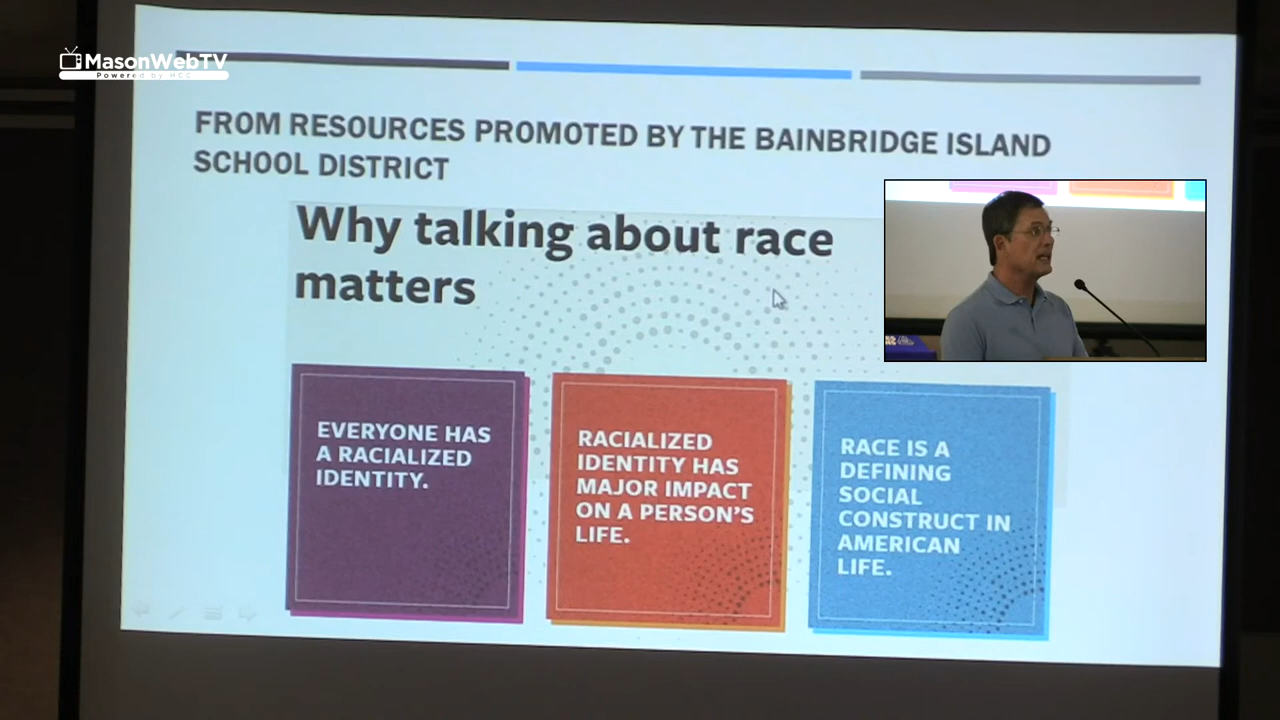 MasonWebTV
Powered by HCC
FROM RESOURCES PROMOTED BY THE BAINBRIDGE ISLAND
SCHOOL DISTRICT
Why talking about race
matters
EVERYONE HAS
A RACIALIZED
IDENTITY.
RACIALIZED
IDENTITY HAS
MAJOR IMPACT
ON A PERSON'S
LIFE.
RACE IS A
DEFINING
SOCIAL
CONSTRUCT IN
AMERICAN
LIFE.